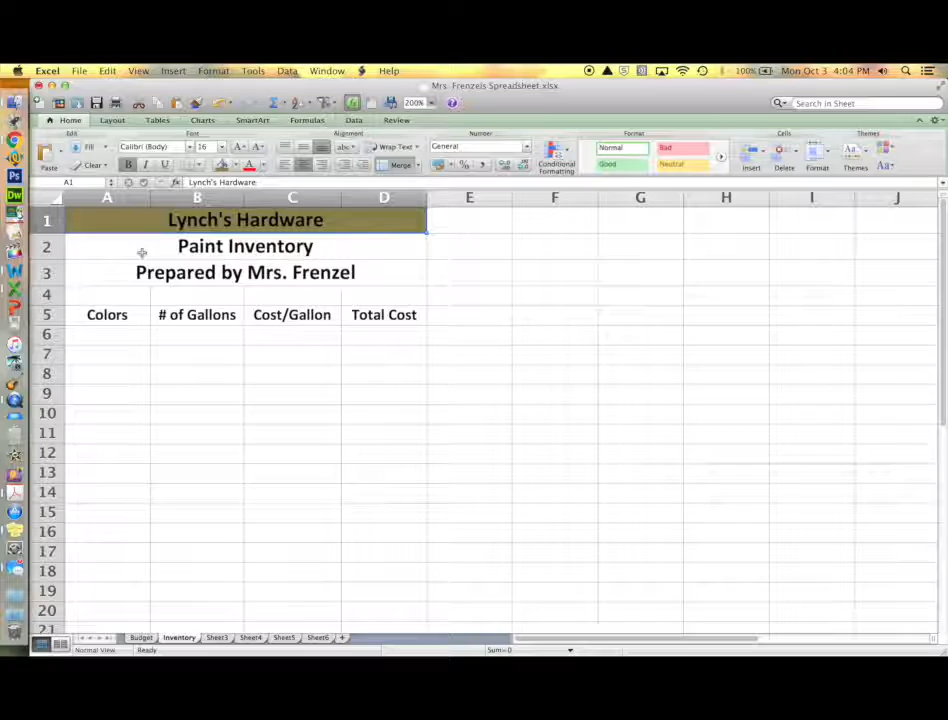 Excel File Edit View Insert Format Tools Data Window Help 100% Mon Oct 3 4:04 PM
Mrs. Frenzels Spreadsheet.xlsx
200% Search in Sheet
Home Layout Tables Charts SmartArt Formulas Data Review
Edit Font Alignment Number Format Cells Themes
Fill Calibri (Body) 16 A A abc Wrap Text General Normal Bad
Paste Clear B I U A Merge % Conditional Formatting Good Neutral Insert Delete Format Themes Aa
A1 fx Lynch's Hardware
A B C D E F G H I J
1 Lynch's Hardware
2 Paint Inventory
3 Prepared by Mrs. Frenzel
4
5 Colors # of Gallons Cost/Gallon Total Cost
6
7
8
9
10
11
12
13
14
15
16
17
18
19
20
21
Budget Inventory Sheet3 Sheet4 Sheet5 Sheet6 +
Normal View Ready Sum=0